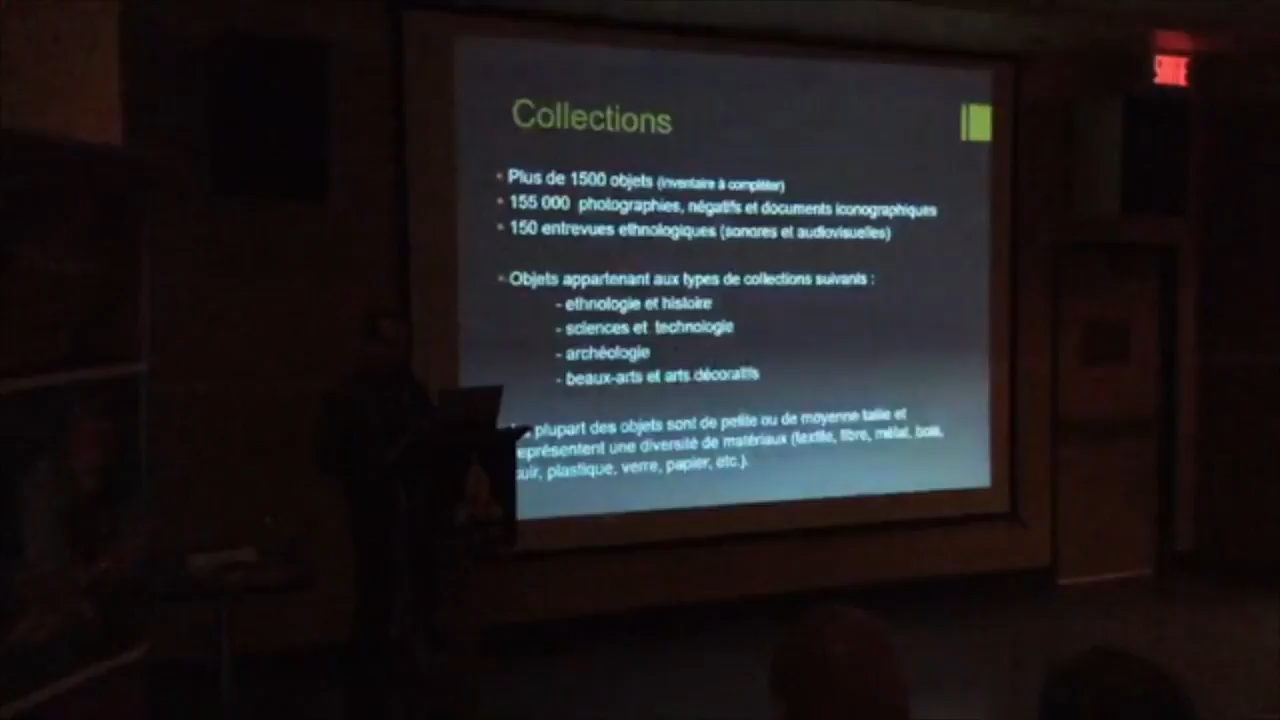 Collections
Plus de 1500 objets (inventaire à compléter)
155 000 photographies, négatifs et documents iconographiques
150 entrevues ethnologiques (sonores et audiovisuelles)
Objets appartenant aux types de collections suivants :
- ethnologie et histoire
- sciences et technologie
- archéologie
- beaux-arts et arts décoratifs
plupart des objets sont de petite ou de moyenne taille et
eprésentent une diversité de matériaux (textile, fibre, métal, bois,
uir, plastique, verre, papier, etc.).